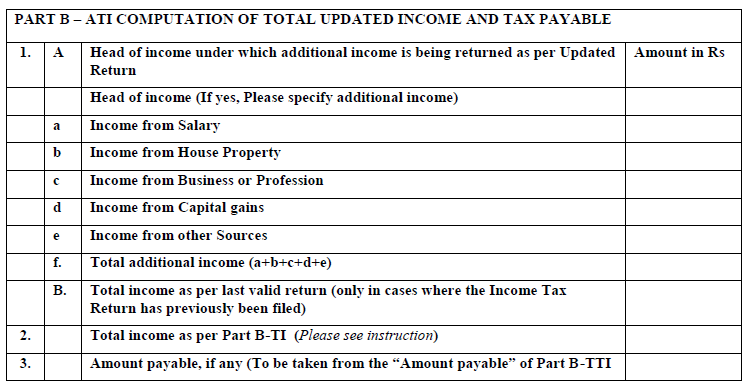 PART B – ATI COMPUTATION OF TOTAL UPDATED INCOME AND TAX PAYABLE
1. A Head of income under which additional income is being returned as per Updated Amount in Rs
Return
Head of income (If yes, Please specify additional income)
a Income from Salary
b Income from House Property
c Income from Business or Profession
d Income from Capital gains
e Income from other Sources
f. Total additional income (a+b+c+d+e)
B. Total income as per last valid return (only in cases where the Income Tax
Return has previously been filed)
2. Total income as per Part B-TI (Please see instruction)
3. Amount payable, if any (To be taken from the “Amount payable” of Part B-TTI